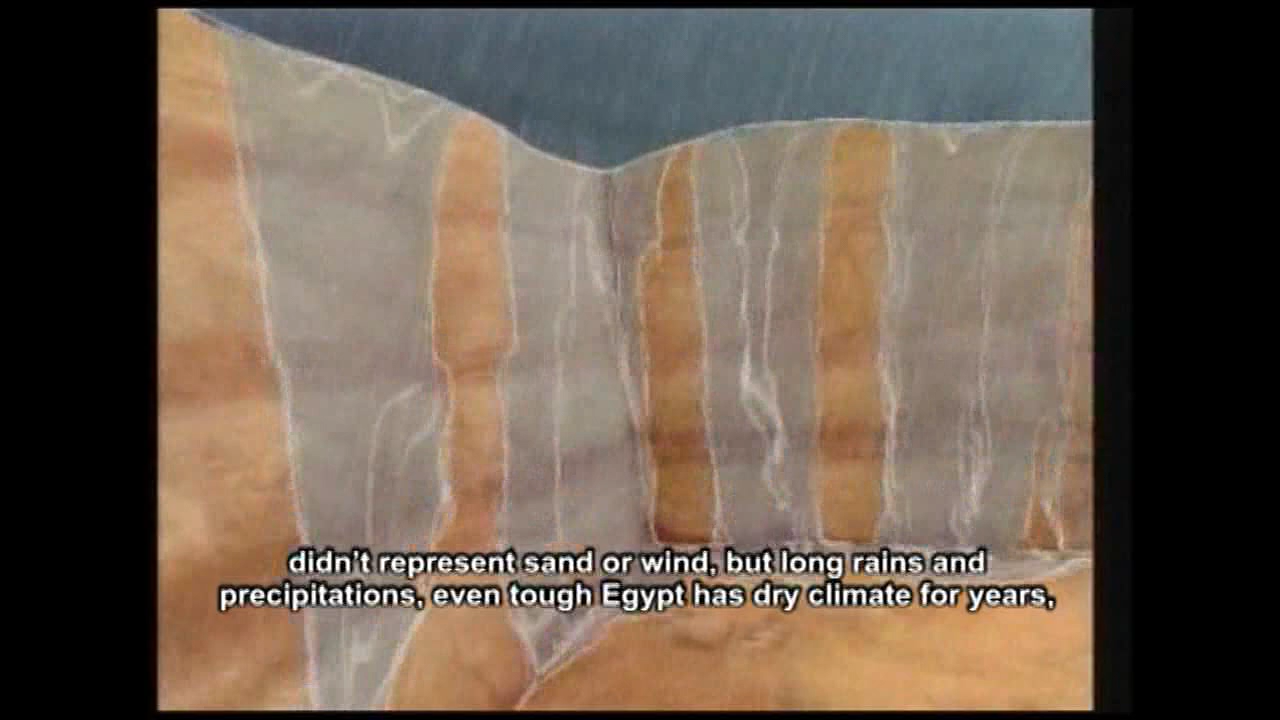 didn't represent sand or wind, but long rains and
precipitations, even tough Egypt has dry climate for years,